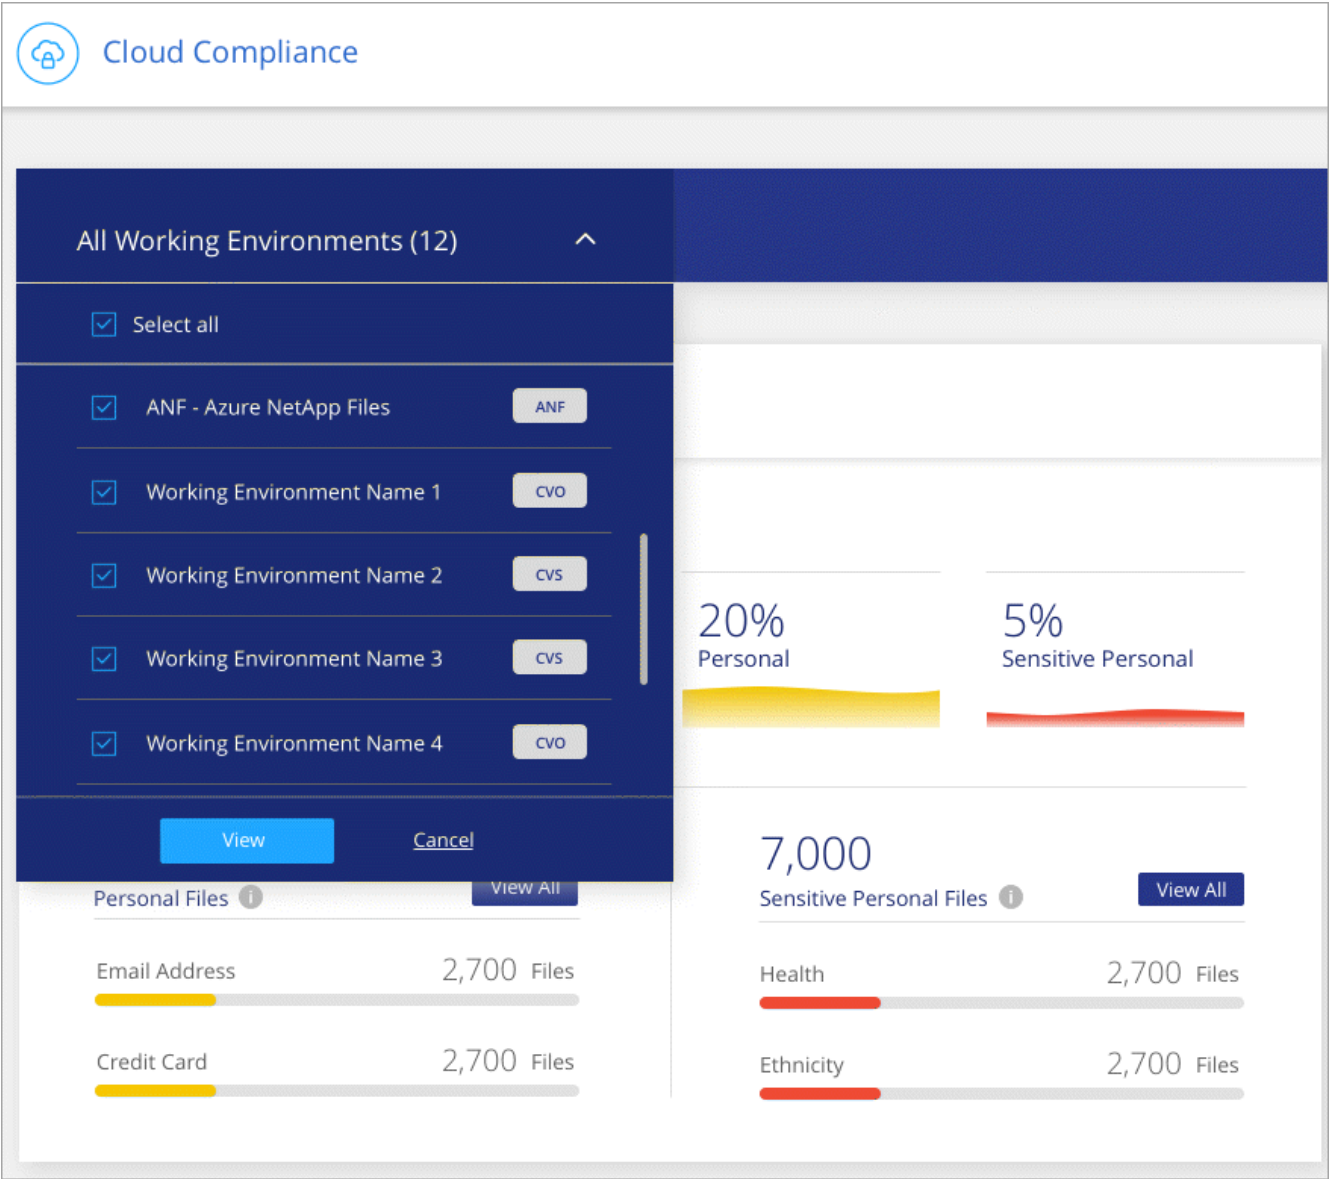 Cloud Compliance
All Working Environments (12)
Select all
ANF - Azure NetApp Files ANF
Working Environment Name 1 CVO
Working Environment Name 2 CVS
Working Environment Name 3 CVS
Working Environment Name 4 CVO
View Cancel
20%
Personal
5%
Sensitive Personal
Personal Files i View All
Email Address 2,700 Files
Credit Card 2,700 Files
7,000
Sensitive Personal Files i View All
Health 2,700 Files
Ethnicity 2,700 Files